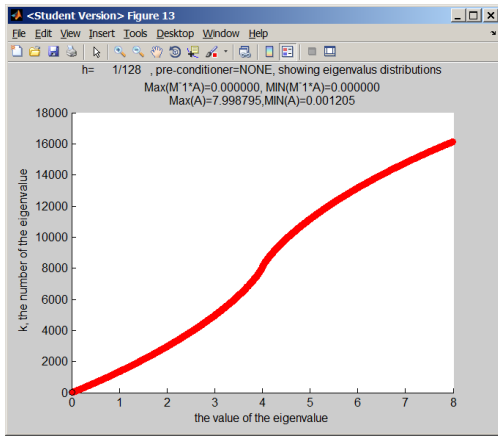 <Student Version> Figure 13
File Edit View Insert Tools Desktop Window Help
h= 1/128 , pre-conditioner=NONE, showing eigenvalus distributions
Max(M^-1*A)=0.000000, MIN(M^-1*A)=0.000000
Max(A)=7.998795,MIN(A)=0.001205
18000
16000
14000
12000
10000
8000
6000
4000
2000
0
k, the number of the eigenvalue
0 1 2 3 4 5 6 7 8
the value of the eigenvalue